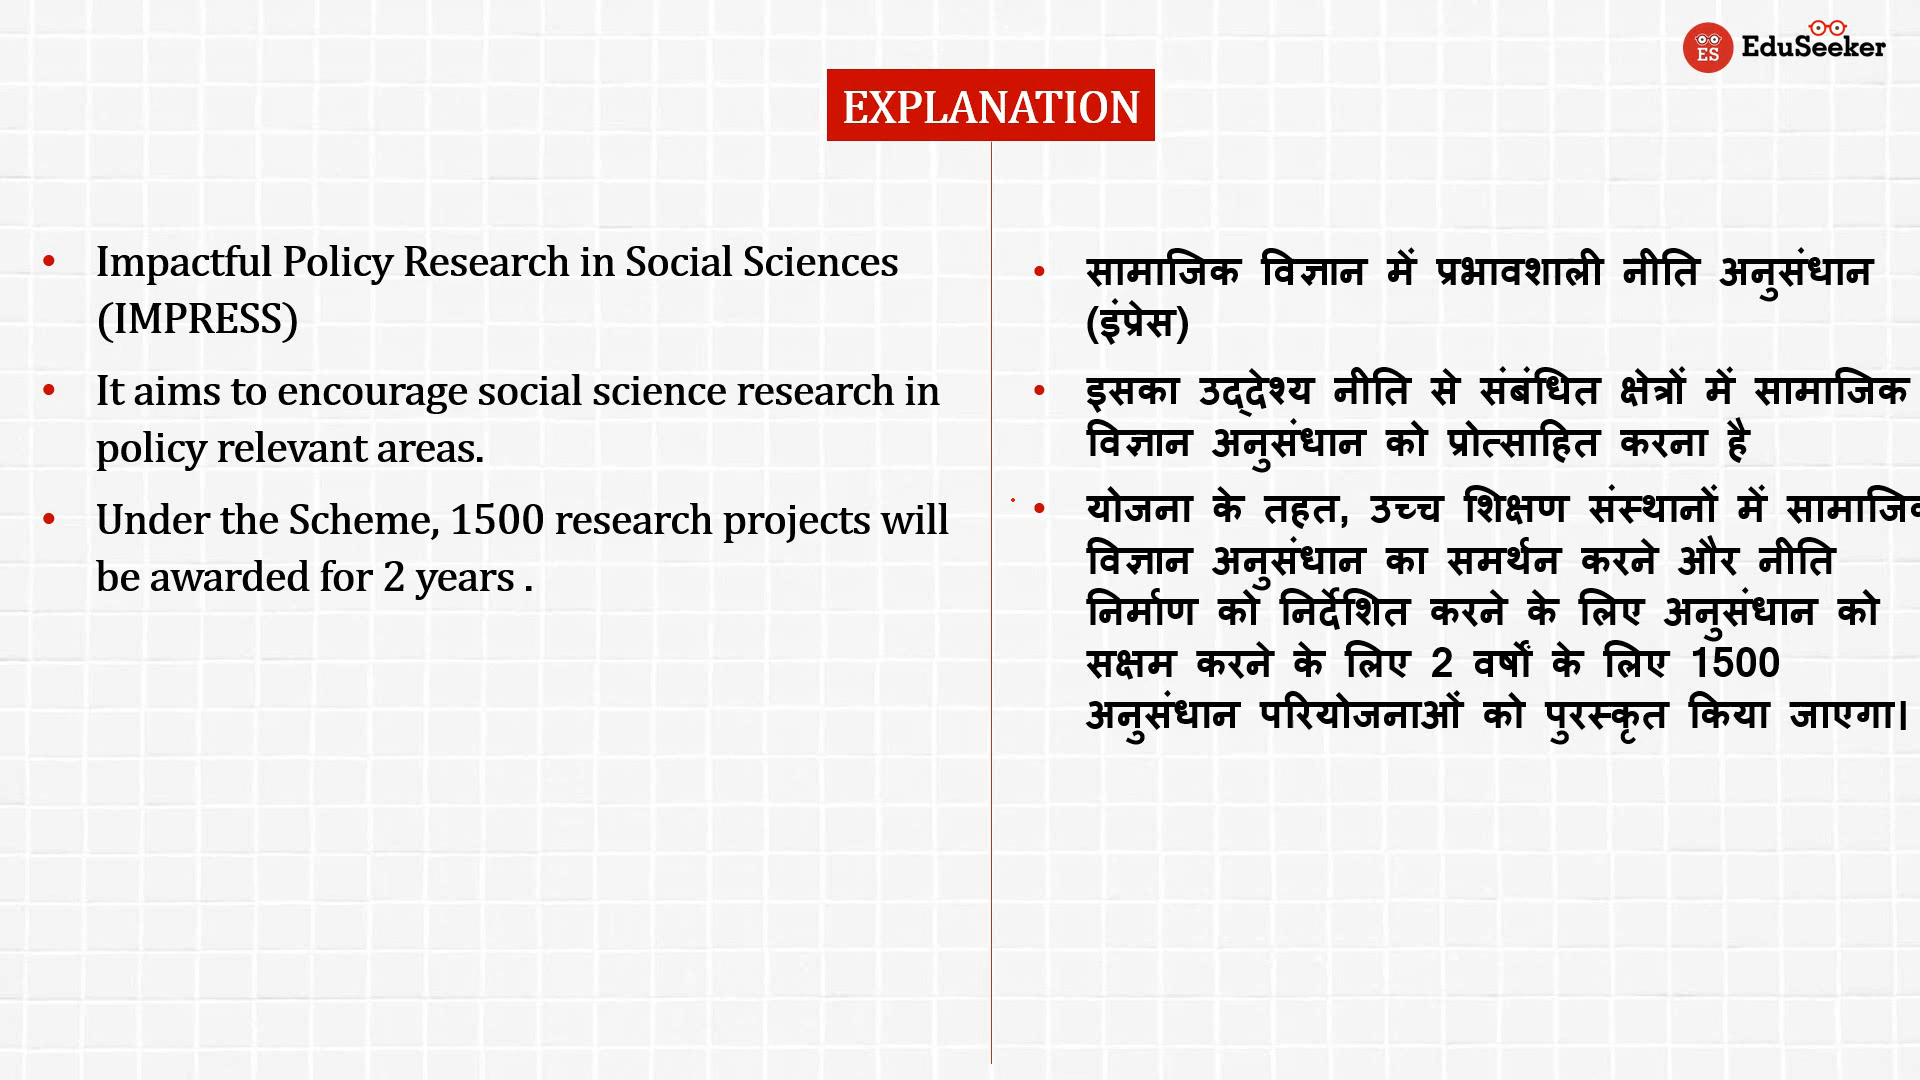 ES EduSeeker
EXPLANATION
• Impactful Policy Research in Social Sciences
(IMPRESS)
• It aims to encourage social science research in
policy relevant areas.
• Under the Scheme, 1500 research projects will
be awarded for 2 years .
• सामाजिक विज्ञान में प्रभावशाली नीति अनुसंधान
(इंप्रेस)
• इसका उद्देश्य नीति से संबंधित क्षेत्रों में सामाजिक
विज्ञान अनुसंधान को प्रोत्साहित करना है
• योजना के तहत, उच्च शिक्षण संस्थानों में सामाजिक
विज्ञान अनुसंधान का समर्थन करने और नीति
निर्माण को निर्देशित करने के लिए अनुसंधान को
सक्षम करने के लिए 2 वर्षों के लिए 1500
अनुसंधान परियोजनाओं को पुरस्कृत किया जाएगा।